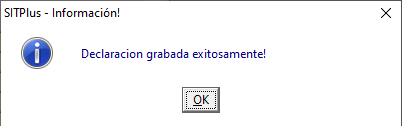 SITPlus - Información!
Declaracion grabada exitosamente!
OK